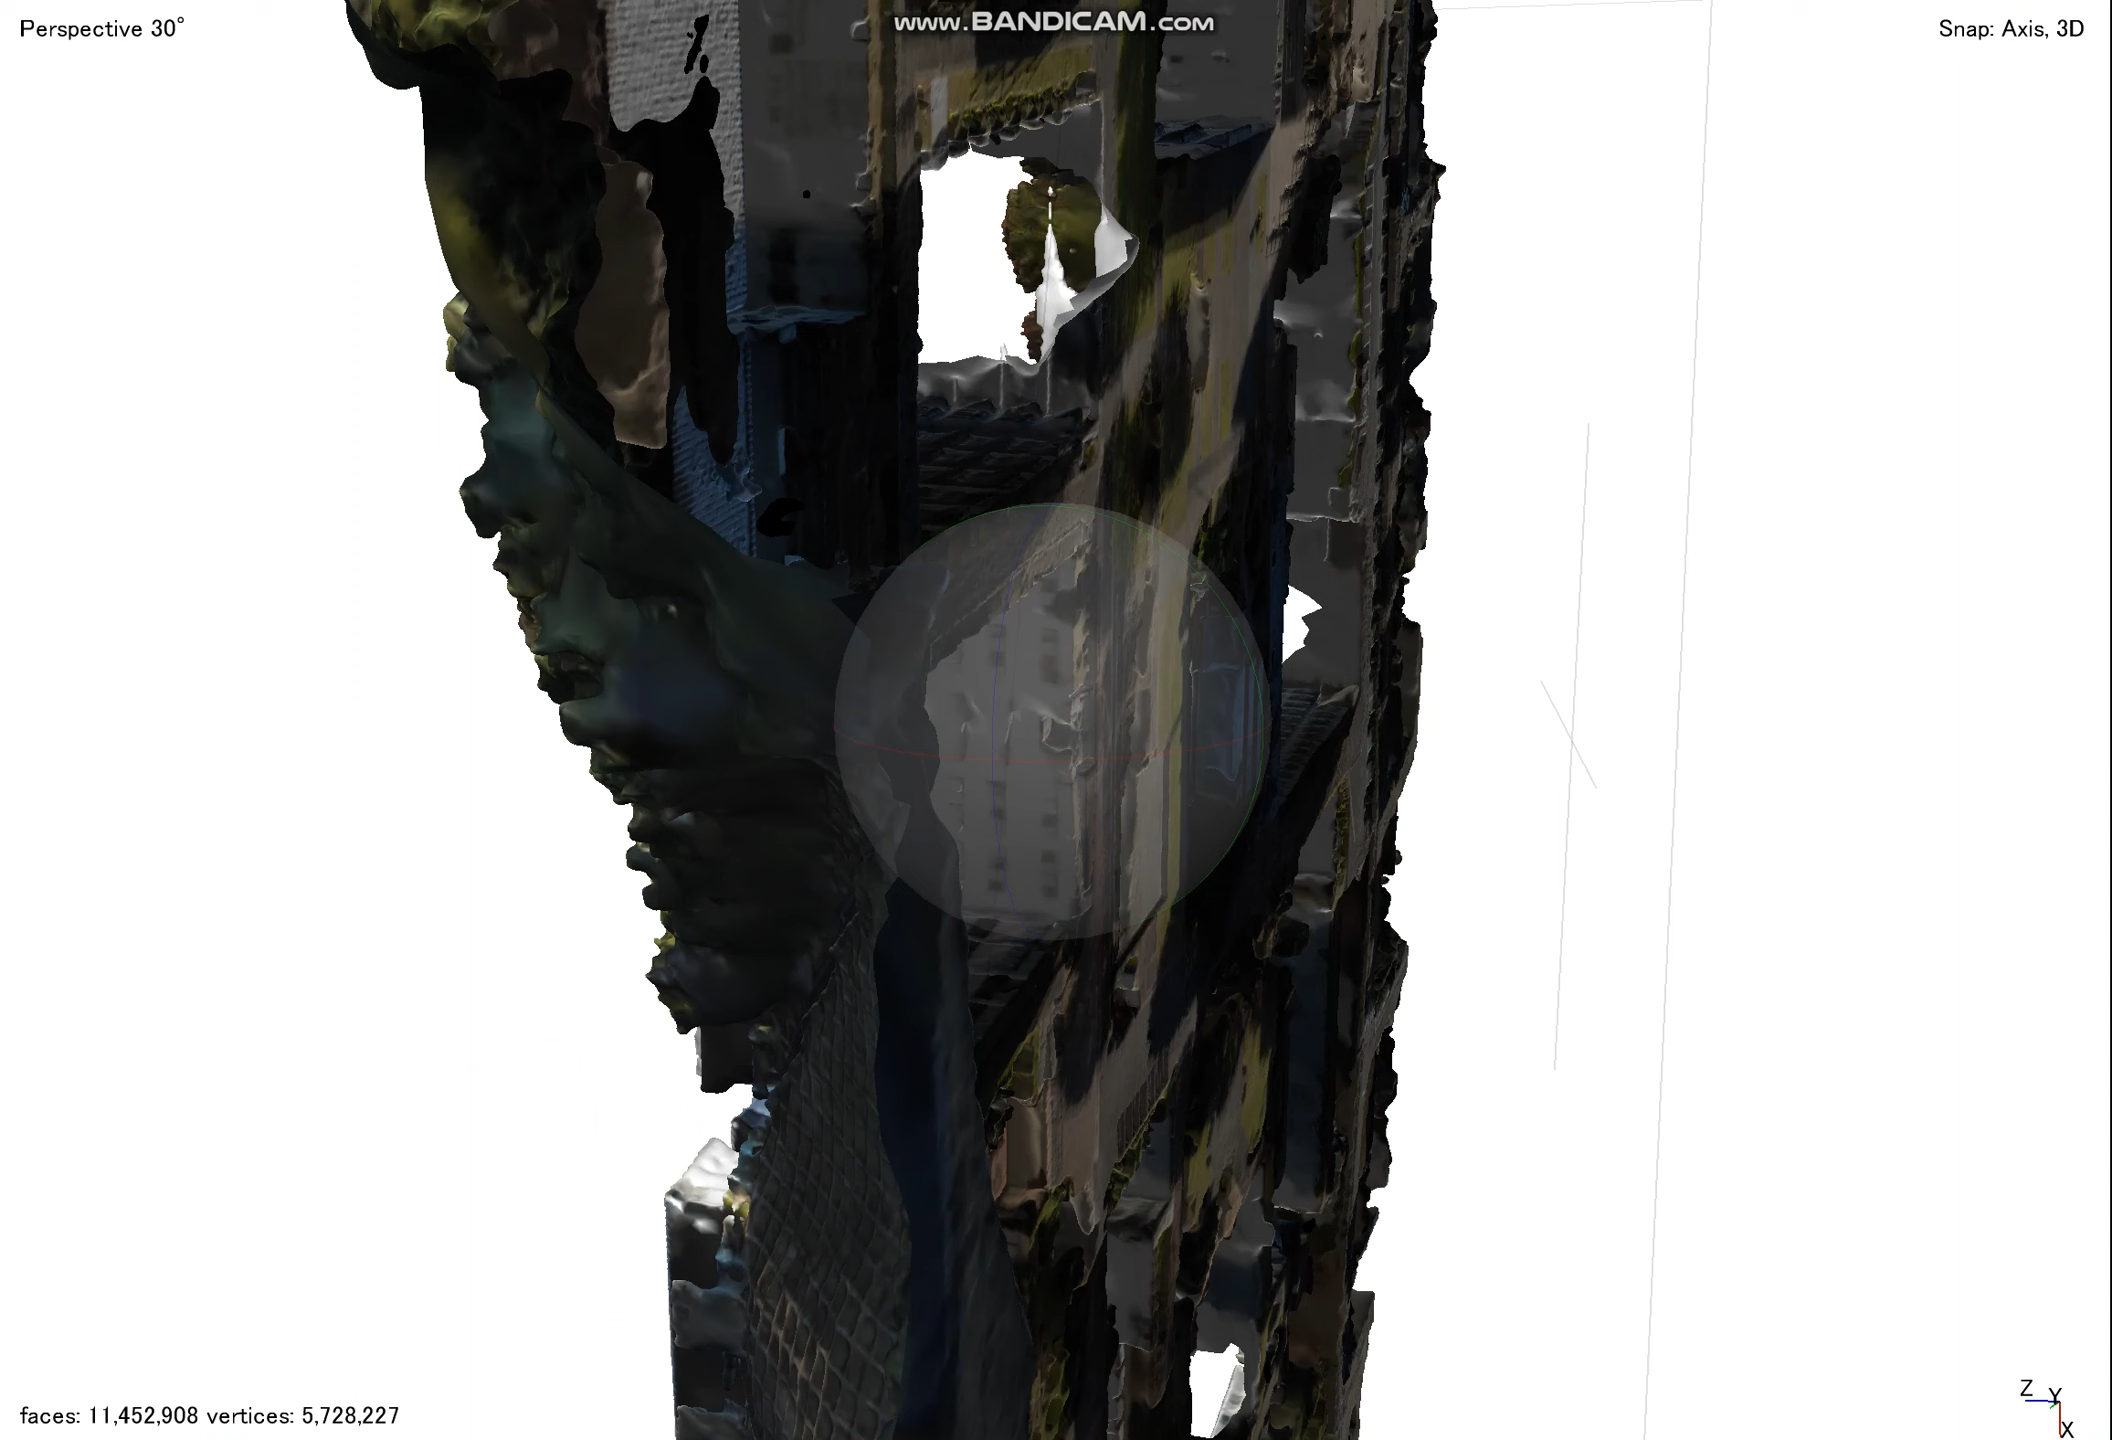 Perspective 30°
www.BANDICAM.com
Snap: Axis, 3D
faces: 11,452,908 vertices: 5,728,227
Z
Y
X